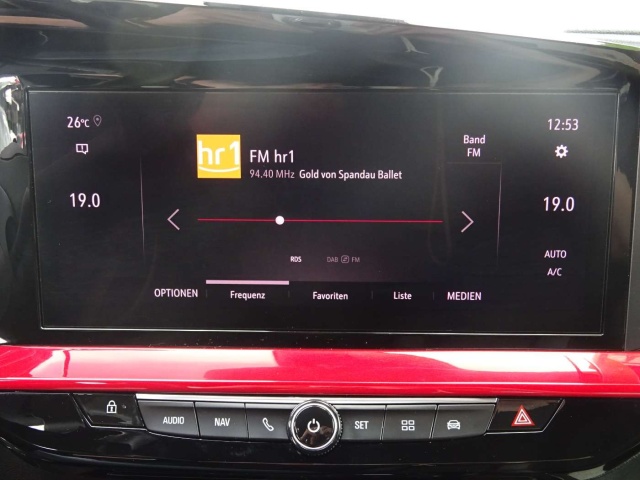 26°C
12:53
hr1
FM hr1
94.40 MHz Gold von Spandau Ballet
Band
FM
19.0
19.0
RDS
DAB FM
AUTO
A/C
OPTIONEN
Frequenz
Favoriten
Liste
MEDIEN
AUDIO
NAV
SET